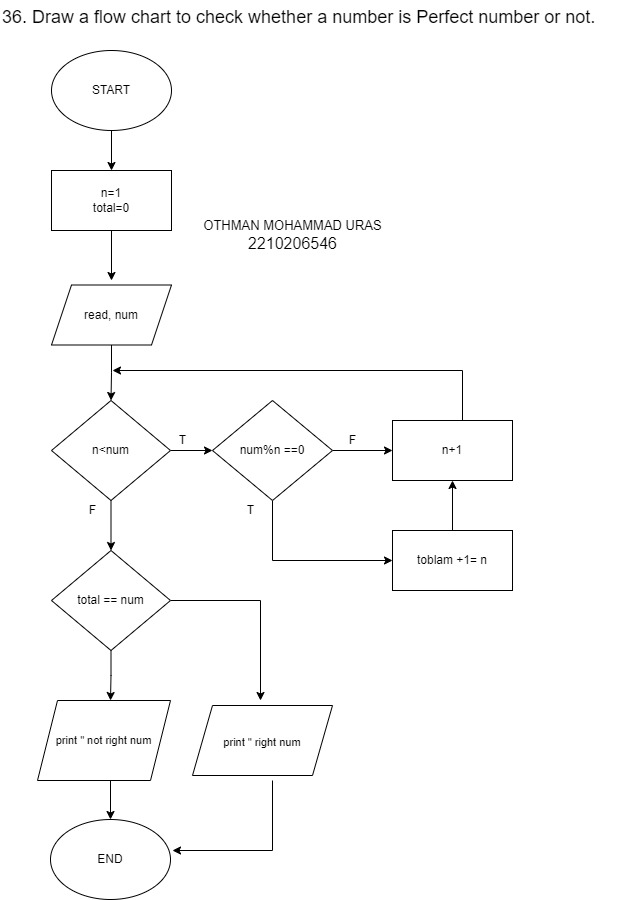 36. Draw a flow chart to check whether a number is Perfect number or not.
START
n=1
total=0
OTHMAN MOHAMMAD URAS
2210206546
read, num
n<num
T
num%n ==0
F
n+1
F
T
toblam +1= n
total == num
print " not right num
print " right num
END